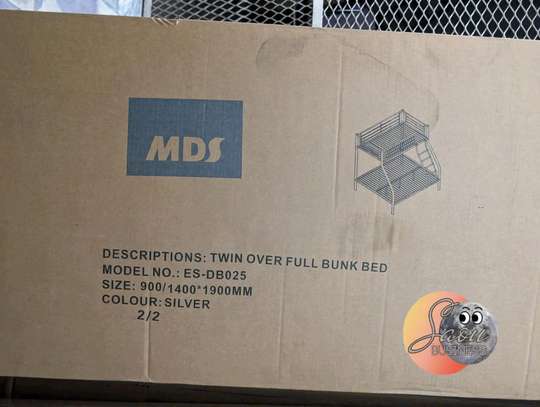 MDS
DESCRIPTIONS: TWIN OVER FULL BUNK BED
MODEL NO.: ES-DB025
SIZE: 900/1400*1900MM
COLOUR: SILVER
2/2
BUSINESS